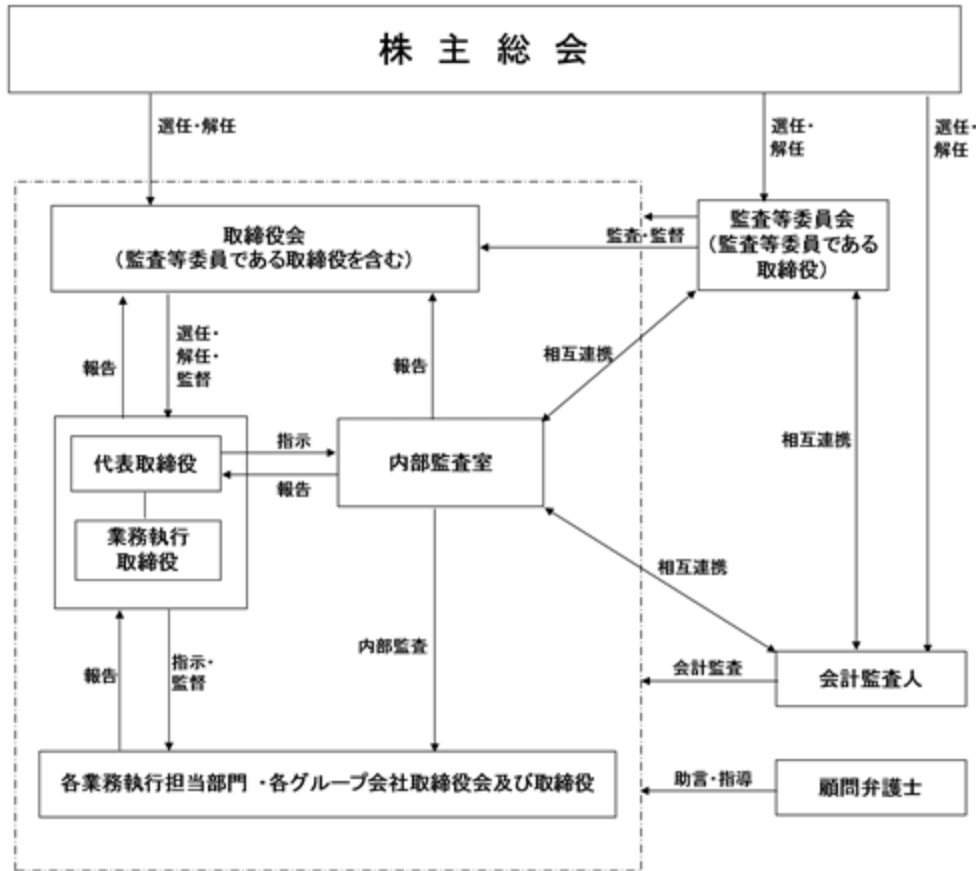 株 主 総 会
選任・解任
選任・
解任
選任・
解任
取締役会
（監査等委員である取締役を含む）
監査・監督
監査等委員会
（監査等委員である
取締役）
報告
選任・
解任・
監督
報告
相互連携
相互連携
代表取締役
指示
報告
内部監査室
業務執行
取締役
相互連携
報告
指示・
監督
内部監査
会計監査
会計監査人
各業務執行担当部門 ・各グループ会社取締役会及び取締役
助言・指導
顧問弁護士